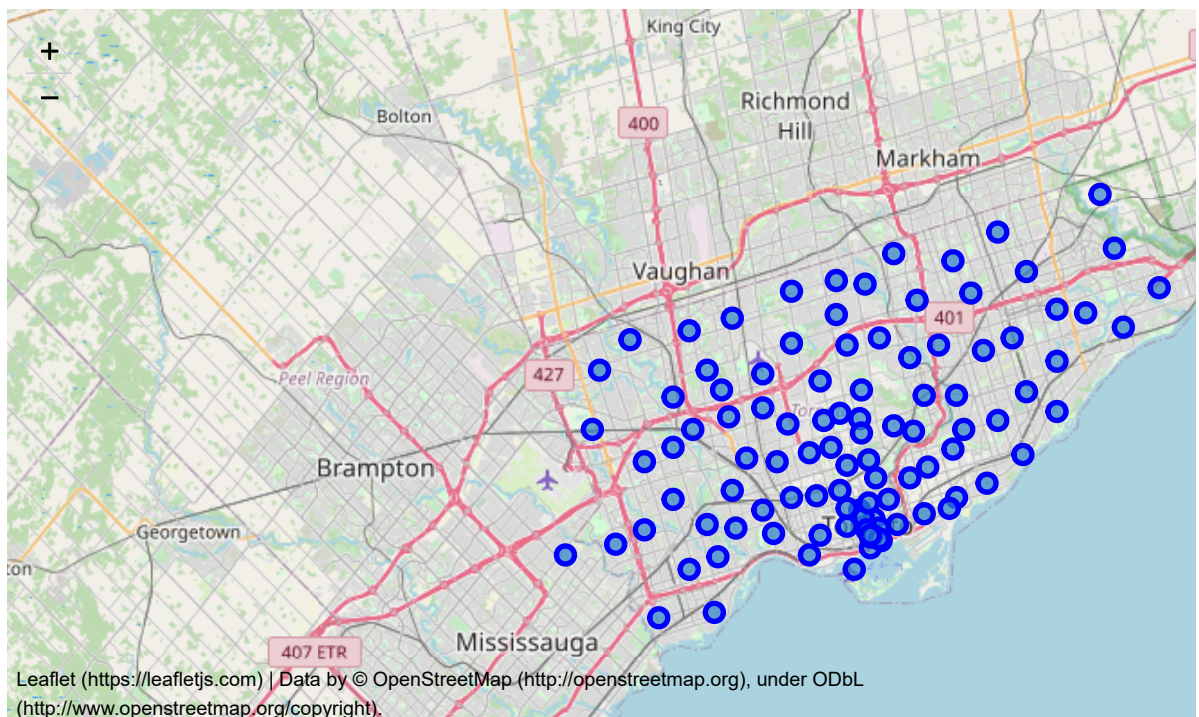 +
−
King City
Richmond
Hill
Bolton
400
Markham
Vaughan
401
427
Peel Region
Brampton
Georgetown
ton
Mississauga
407 ETR
Leaflet (https://leafletjs.com) | Data by © OpenStreetMap (http://openstreetmap.org), under ODbL
(http://www.openstreetmap.org/copyright).